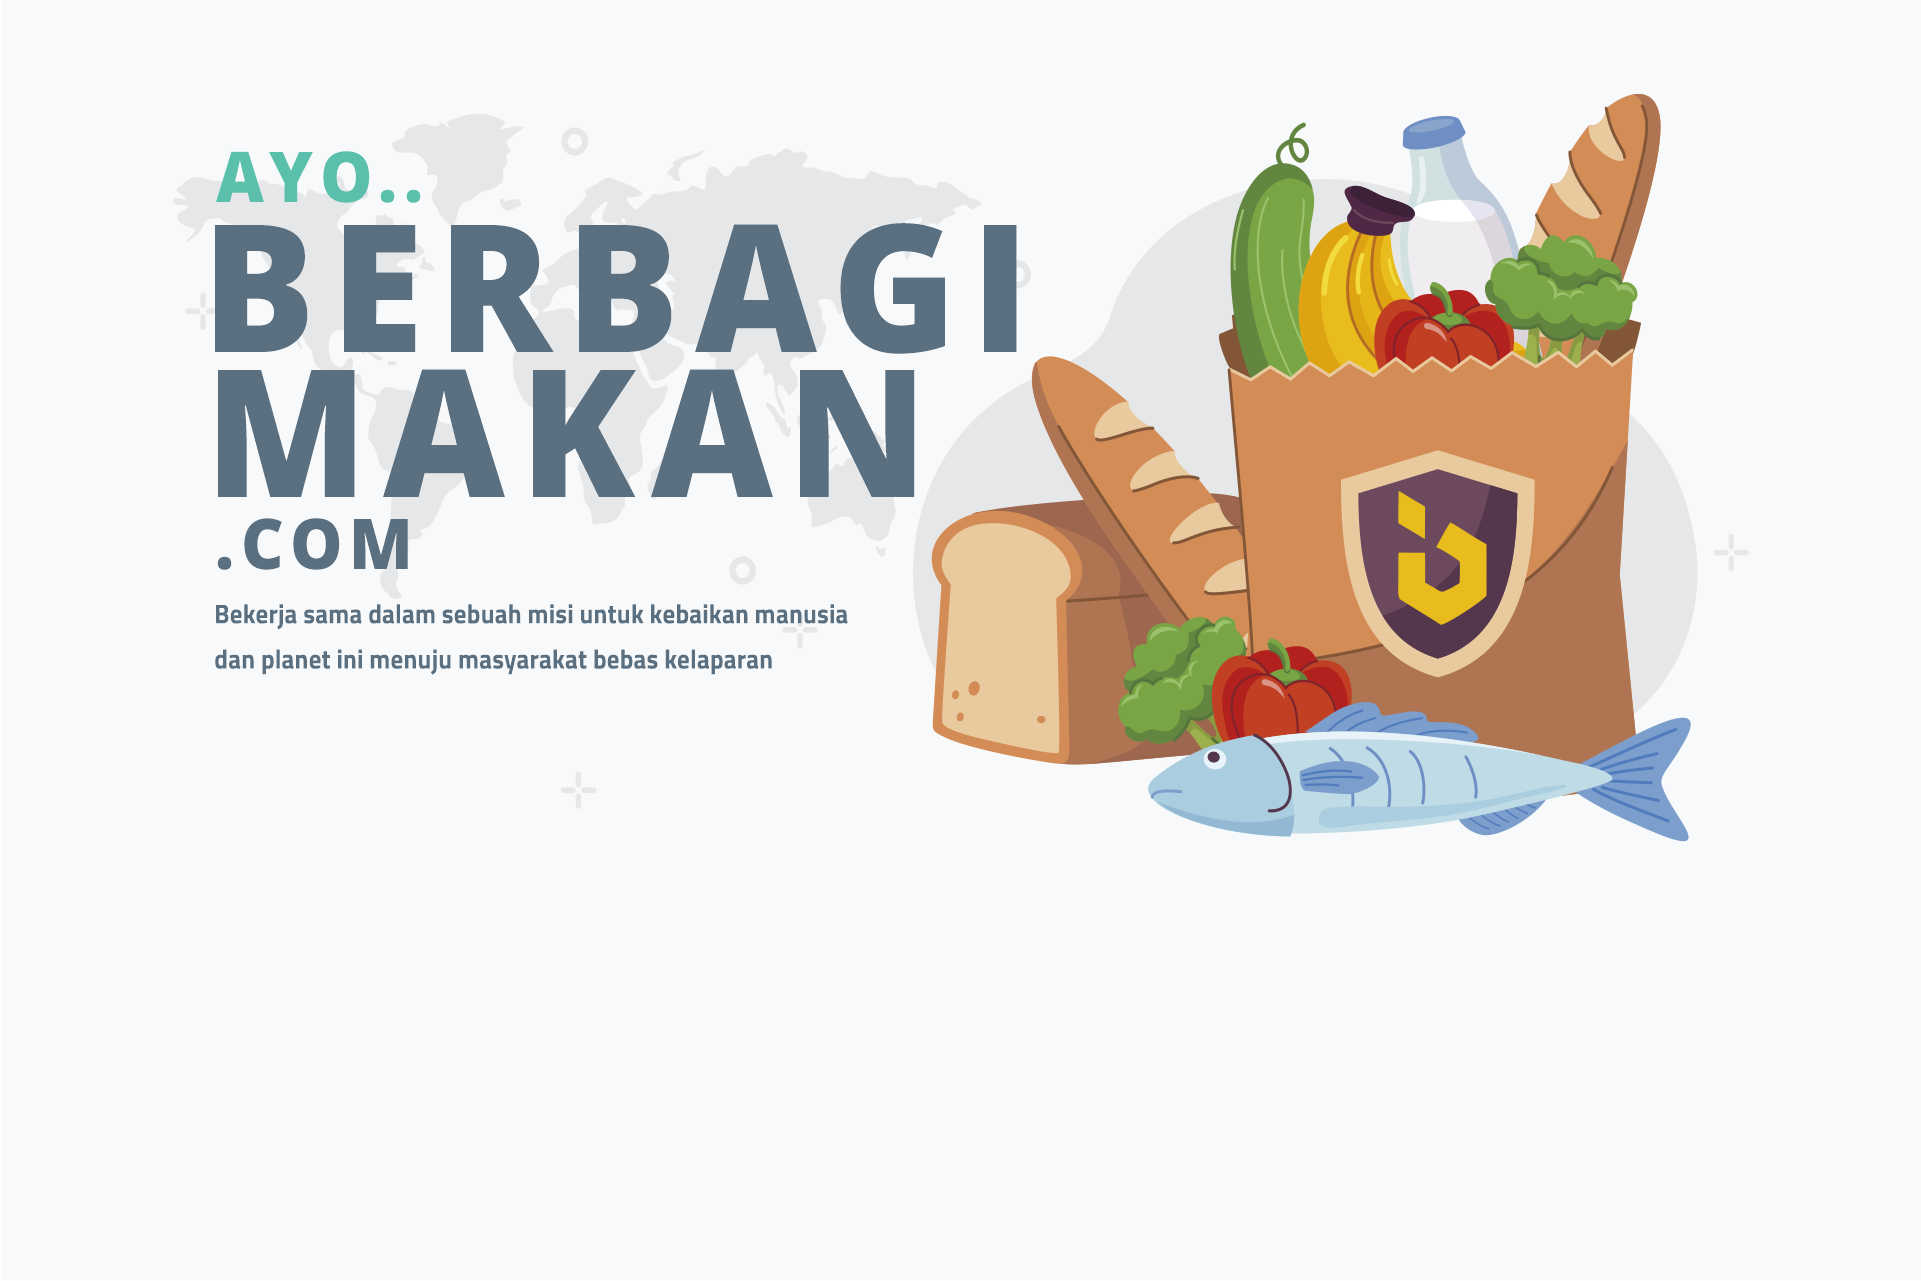 AYO..
BERBAGI
MAKAN
.COM
Bekerja sama dalam sebuah misi untuk kebaikan manusia
dan planet ini menuju masyarakat bebas kelaparan